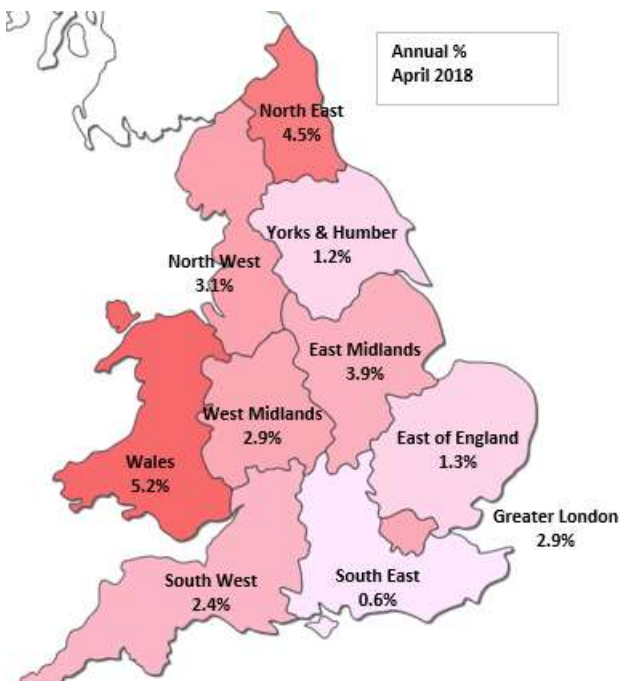 Annual %
April 2018
North East
4.5%
Yorks & Humber
1.2%
North West
3.1%
East Midlands
3.9%
West Midlands
2.9%
East of England
1.3%
Wales
5.2%
Greater London
2.9%
South West
2.4%
South East
0.6%